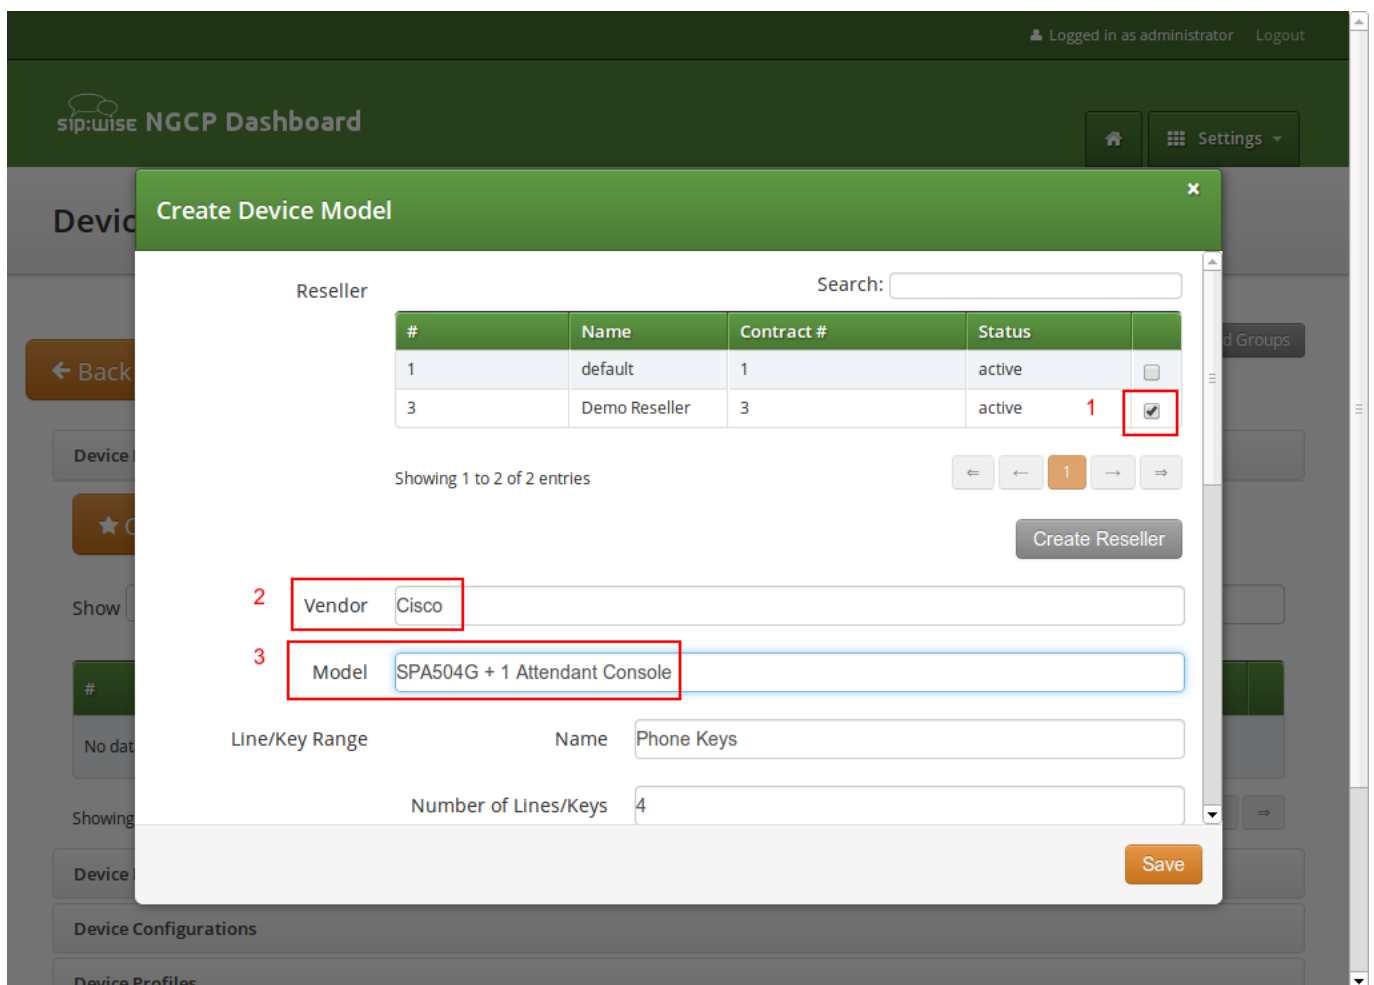 Logged in as administrator Logout
sip:wise NGCP Dashboard
Settings
Devic
Create Device Model ×
Reseller Search:
# Name Contract # Status
1 default 1 active
3 Demo Reseller 3 active 1
d Groups
Back
Showing 1 to 2 of 2 entries ⇐ ← 1 → ⇒
Device
Create Reseller
Show
2 Vendor Cisco
3 Model SPA504G + 1 Attendant Console
#
Line/Key Range Name Phone Keys
No dat
Number of Lines/Keys 4
Showing ⇒
Save
Device
Device Configurations
Device Profiles